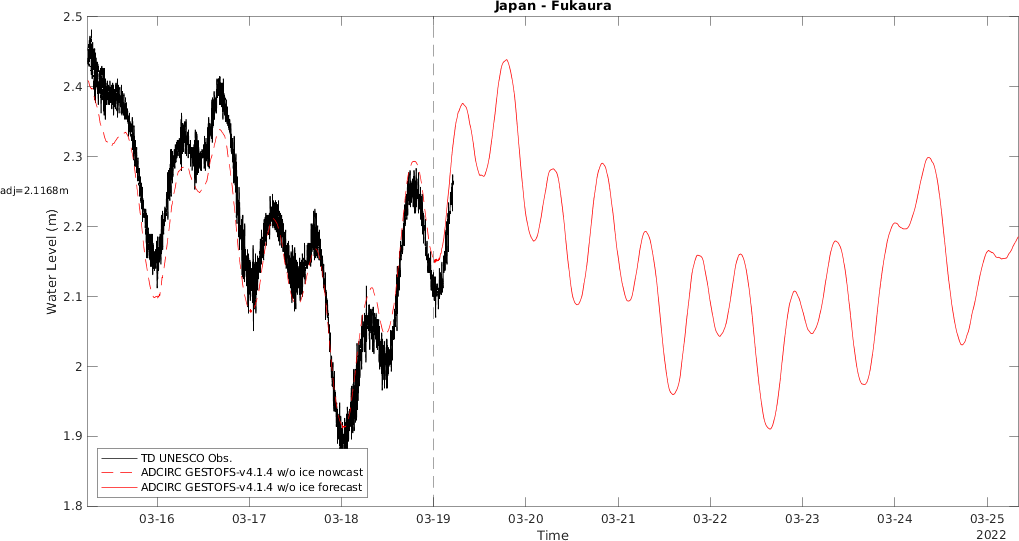 Japan - Fukaura
2.5
2.4
2.3
2.2
2.1
2
1.9
1.8
adj=2.1168m
Water Level (m)
TD UNESCO Obs.
ADCIRC GESTOFS-v4.1.4 w/o ice nowcast
ADCIRC GESTOFS-v4.1.4 w/o ice forecast
03-16 03-17 03-18 03-19 03-20 03-21 03-22 03-23 03-24 03-25
Time
2022